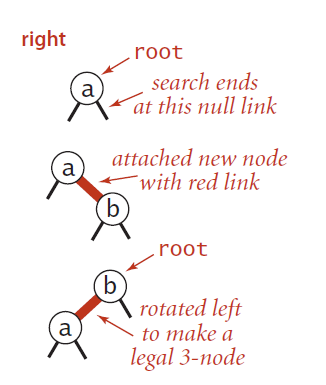 right
root
a
search ends
at this null link
a
attached new node
with red link
b
root
b
rotated left
to make a
legal 3-node
a